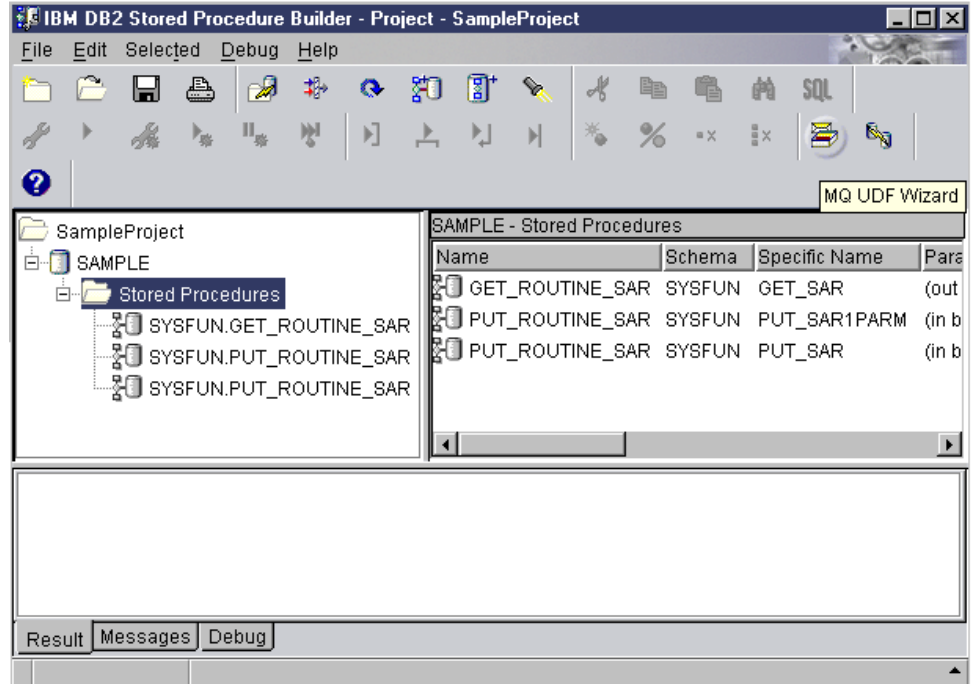 IBM DB2 Stored Procedure Builder - Project - SampleProject
File Edit Selected Debug Help
SQL
MQ UDF Wizard
SampleProject
SAMPLE
Stored Procedures
SYSFUN.GET_ROUTINE_SAR
SYSFUN.PUT_ROUTINE_SAR
SYSFUN.PUT_ROUTINE_SAR
SAMPLE - Stored Procedures
Name Schema Specific Name Para
GET_ROUTINE_SAR SYSFUN GET_SAR (out
PUT_ROUTINE_SAR SYSFUN PUT_SAR1PARM (in b
PUT_ROUTINE_SAR SYSFUN PUT_SAR (in b
Result Messages Debug